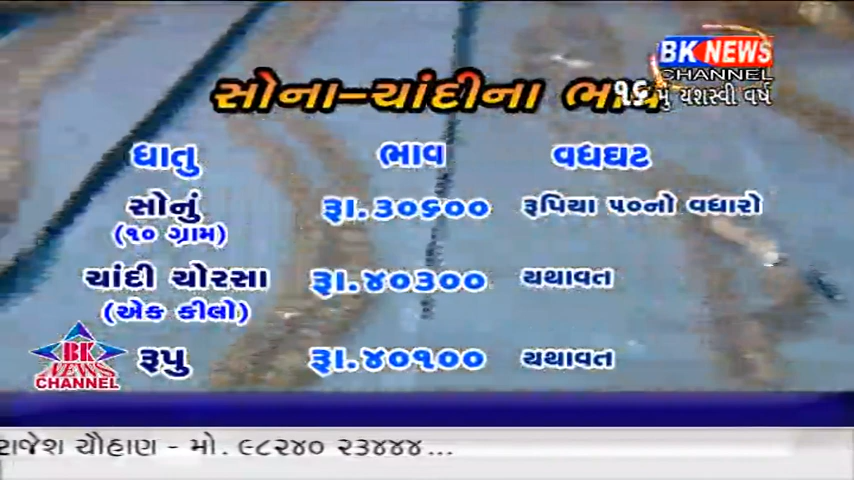 BK NEWS
CHANNEL
૧૬મુ યશસ્વી વર્ષ
સોના-ચાંદીના
ધાતુ ભાવ વધઘટ
સોનું રૂા.૩૦૬૦૦ રૂપિયા ૫૦નો વધારો
(૧૦ ગ્રામ)
ચાંદી ચોરસા રૂા.૪૦૩૦૦ યથાવત
(એક કીલો)
રૂપુ રૂા.૪૦૧૦૦ યથાવત
BK
NEWS
CHANNEL
રાજેશ ચૌહાણ - મો. ૯૮૨૪૦ ૨૩૪૪૪...